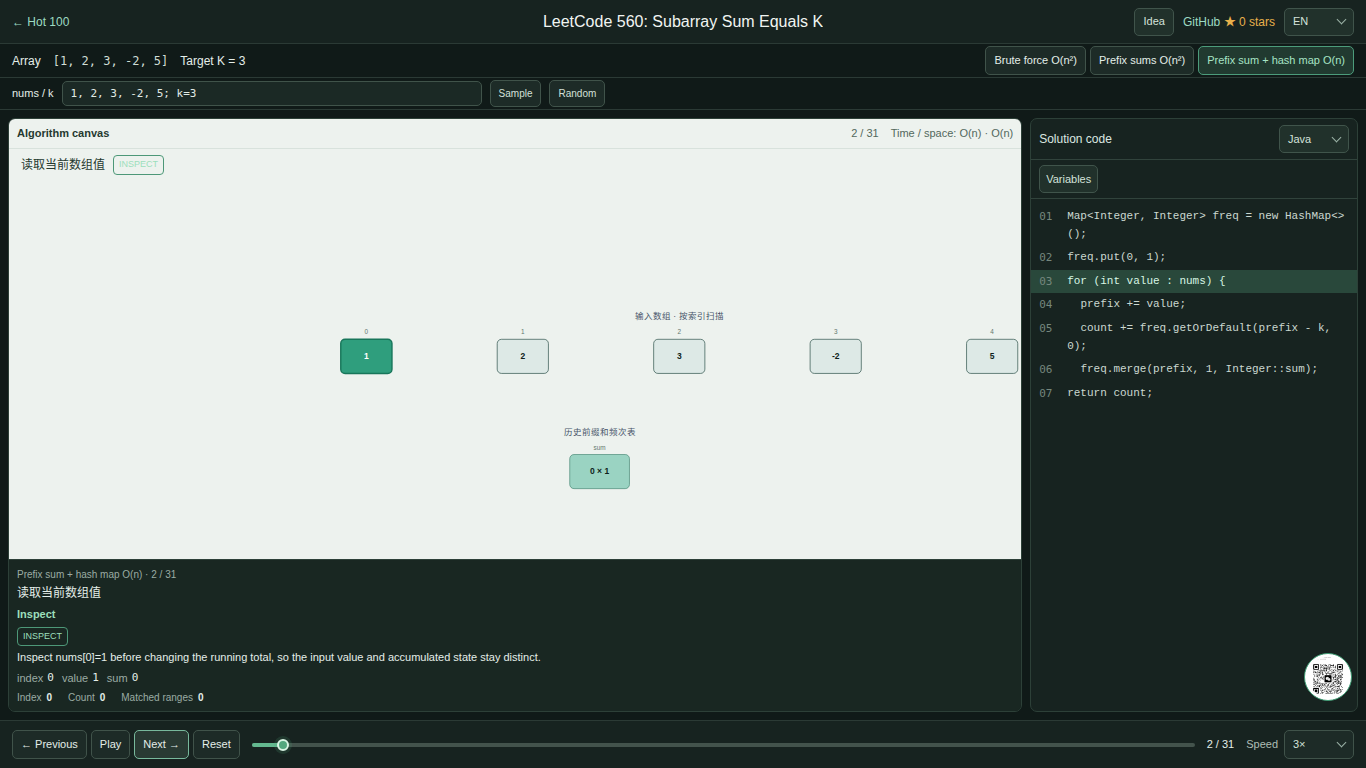 ← Hot 100
LeetCode 560: Subarray Sum Equals K
Idea
GitHub ★ 0 stars
EN
Array [1, 2, 3, -2, 5] Target K = 3
Brute force O(n²)
Prefix sums O(n²)
Prefix sum + hash map O(n)
nums / k
1, 2, 3, -2, 5; k=3
Sample
Random
Algorithm canvas
2 / 31 Time / space: O(n) · O(n)
读取当前数组值
INSPECT
输入数组 · 按索引扫描
0 1 2 3 4
1 2 3 -2 5
历史前缀和频次表
sum
0 × 1
Prefix sum + hash map O(n) · 2 / 31
读取当前数组值
Inspect
INSPECT
Inspect nums[0]=1 before changing the running total, so the input value and accumulated state stay distinct.
index 0 value 1 sum 0
Index 0 Count 0 Matched ranges 0
Solution code
Java
Variables
01 Map<Integer, Integer> freq = new HashMap<>
();
02 freq.put(0, 1);
03 for (int value : nums) {
04 prefix += value;
05 count += freq.getOrDefault(prefix - k,
0);
06 freq.merge(prefix, 1, Integer::sum);
07 return count;
← Previous
Play
Next →
Reset
2 / 31
Speed
3×